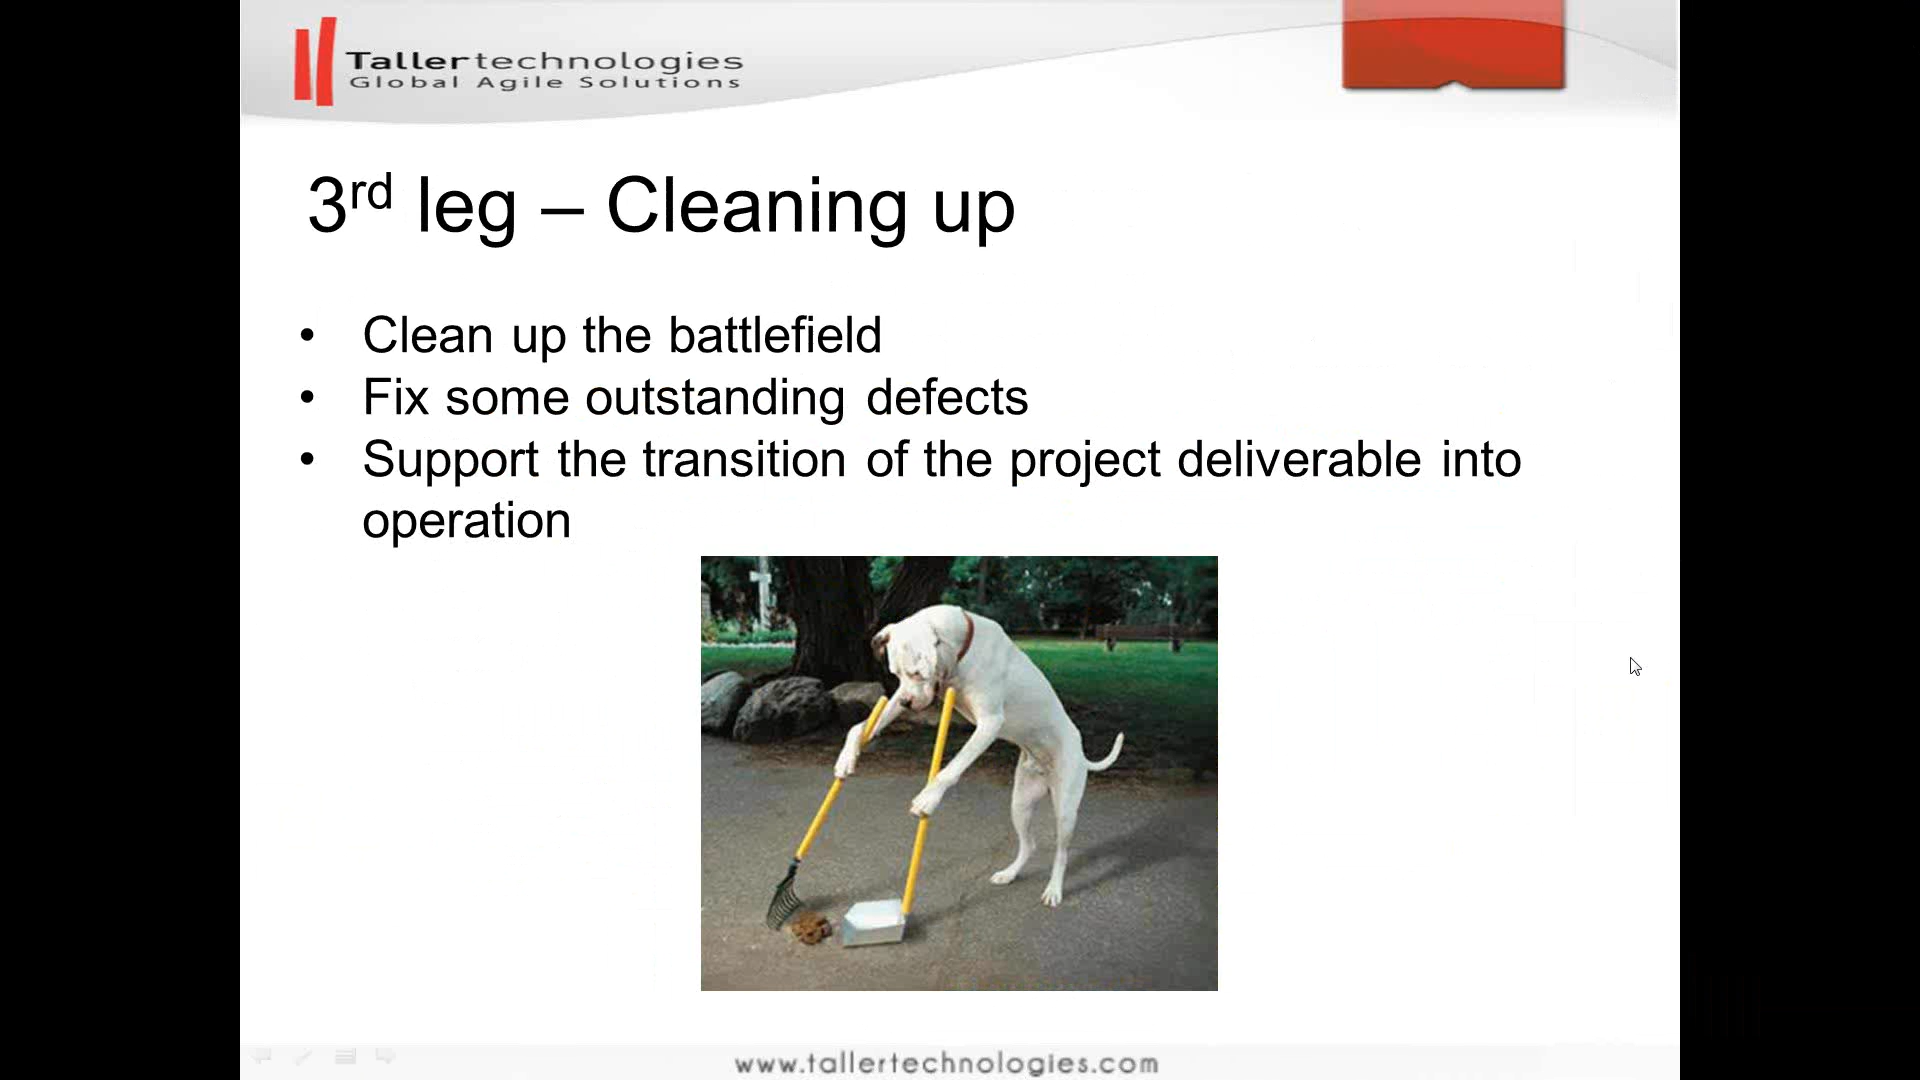 Tallertechnologies
Global Agile Solutions
3rd leg – Cleaning up
• Clean up the battlefield
• Fix some outstanding defects
• Support the transition of the project deliverable into
operation
www.tallertechnologies.com